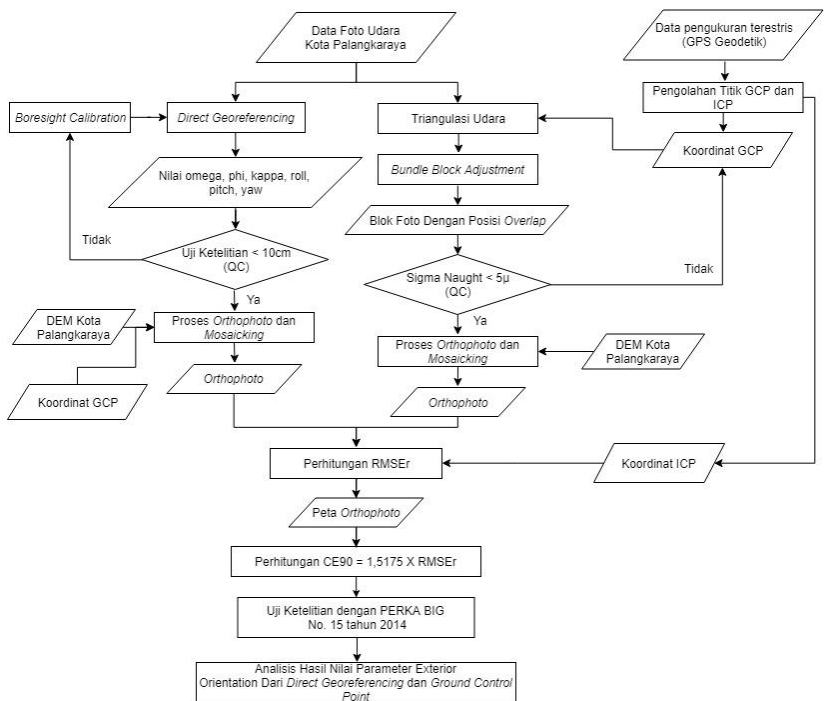 Data Foto Udara
Kota Palangkaraya
Data pengukuran terestris
(GPS Geodetik)
Boresight Calibration
Direct Georeferencing
Triangulasi Udara
Pengolahan Titik GCP dan
ICP
Koordinat GCP
Nilai omega, phi, kappa, roll,
pitch, yaw
Bundle Block Adjustment
Blok Foto Dengan Posisi Overlap
Tidak
Uji Ketelitian < 10cm
(QC)
Sigma Naught < 5µ
(QC)
Tidak
Ya
Ya
DEM Kota
Palangkaraya
Proses Orthophoto dan
Mosaicking
Proses Orthophoto dan
Mosaicking
DEM Kota
Palangkaraya
Koordinat GCP
Orthophoto
Orthophoto
Perhitungan RMSEr
Koordinat ICP
Peta Orthophoto
Perhitungan CE90 = 1,5175 X RMSEr
Uji Ketelitian dengan PERKA BIG
No. 15 tahun 2014
Analisis Hasil Nilai Parameter Exterior
Orientation Dari Direct Georeferencing dan Ground Control
Point